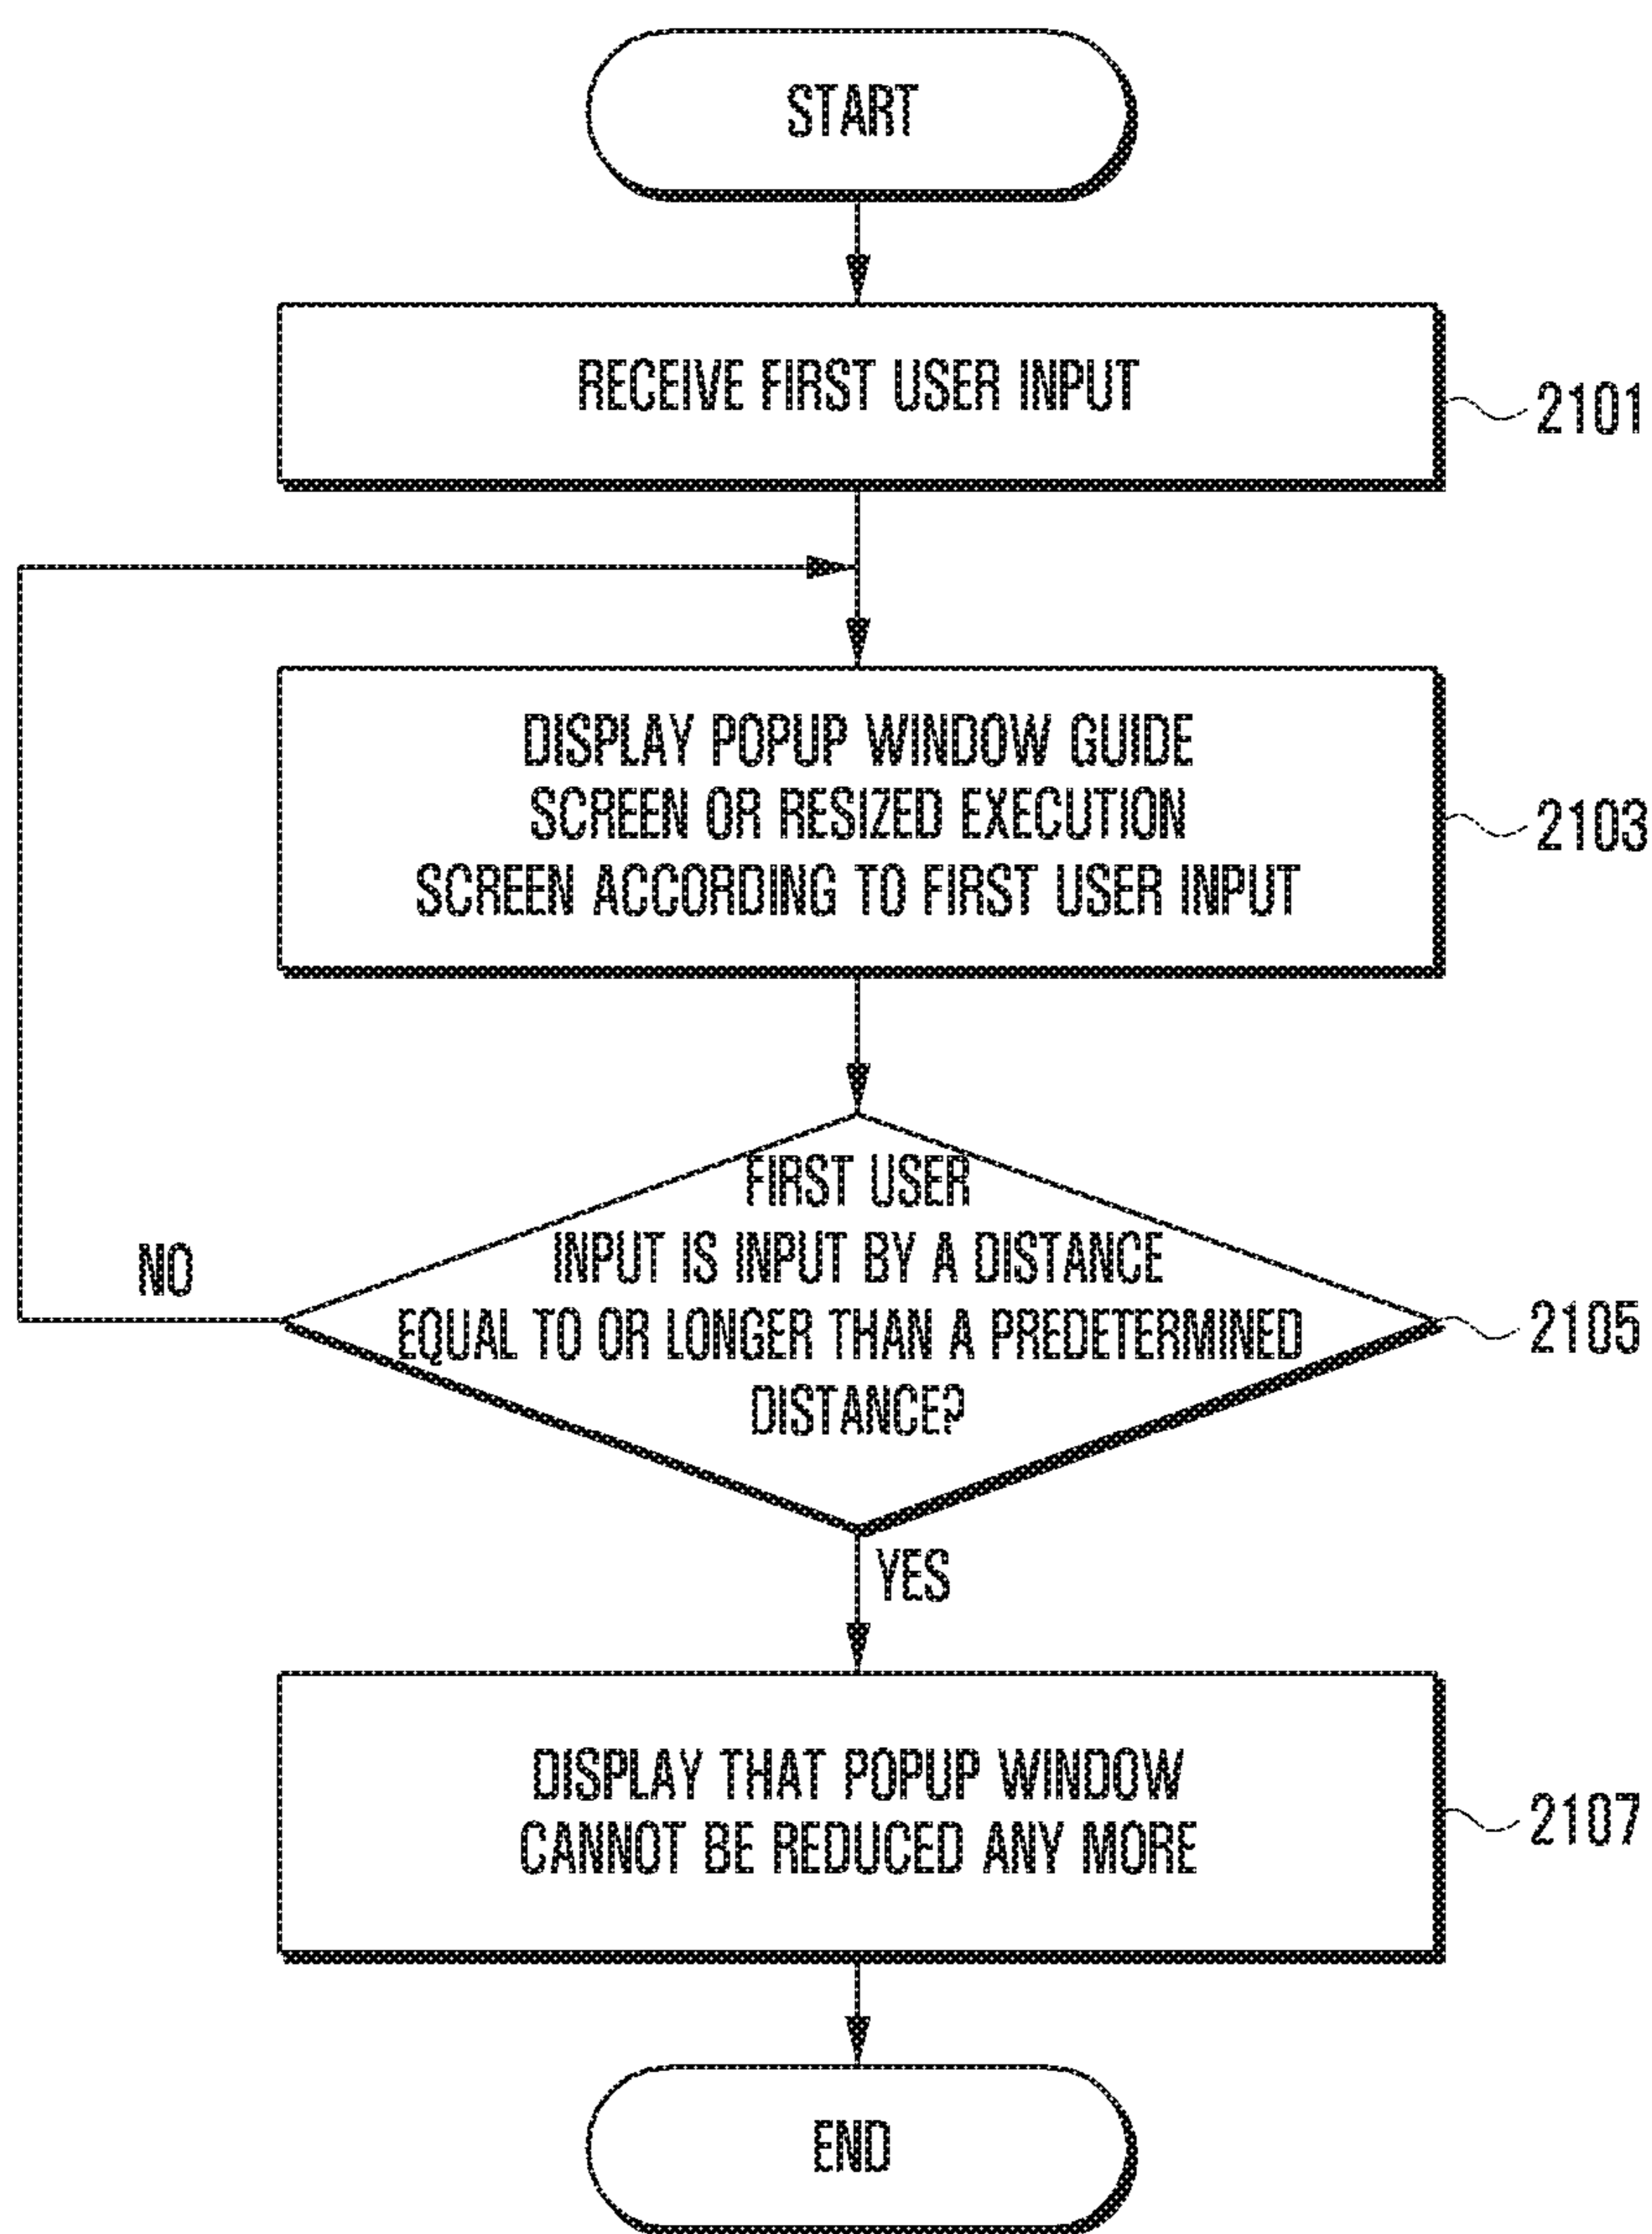 START
RECEIVE FIRST USER INPUT
2101
DISPLAY POPUP WINDOW GUIDE
SCREEN OR RESIZED EXECUTION
SCREEN ACCORDING TO FIRST USER INPUT
2103
FIRST USER
INPUT IS INPUT BY A DISTANCE
EQUAL TO OR LONGER THAN A PREDETERMINED
DISTANCE?
2105
NO
YES
DISPLAY THAT POPUP WINDOW
CANNOT BE REDUCED ANY MORE
2107
END